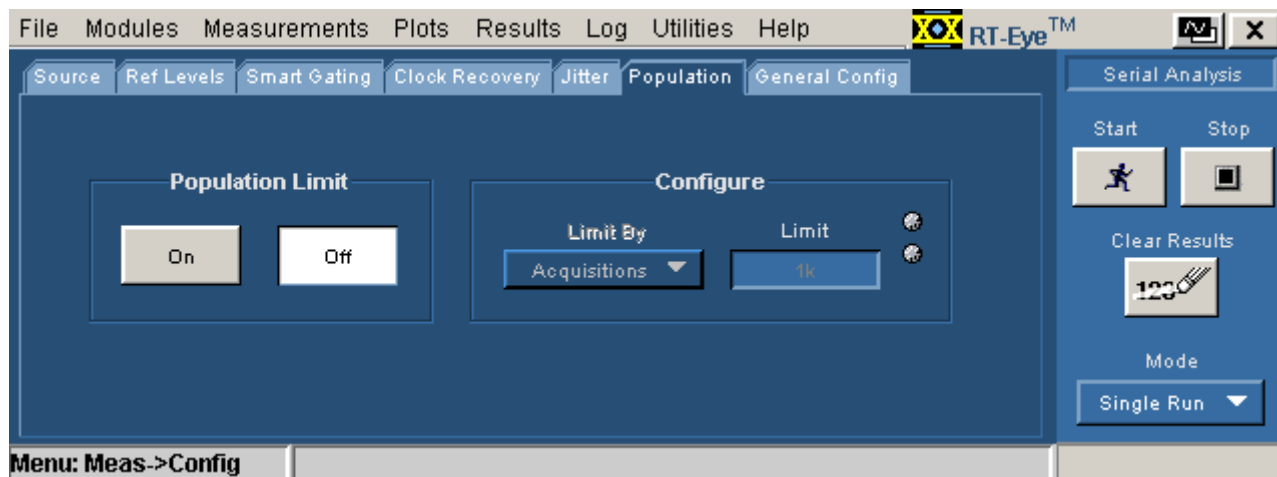 File Modules Measurements Plots Results Log Utilities Help RT-Eye™
Source Ref Levels Smart Gating Clock Recovery Jitter Population General Config
Serial Analysis
Start Stop
Population Limit
Configure
On Off
Limit By Limit
Acquisitions 1k
Clear Results
123
Mode
Single Run
Menu: Meas->Config